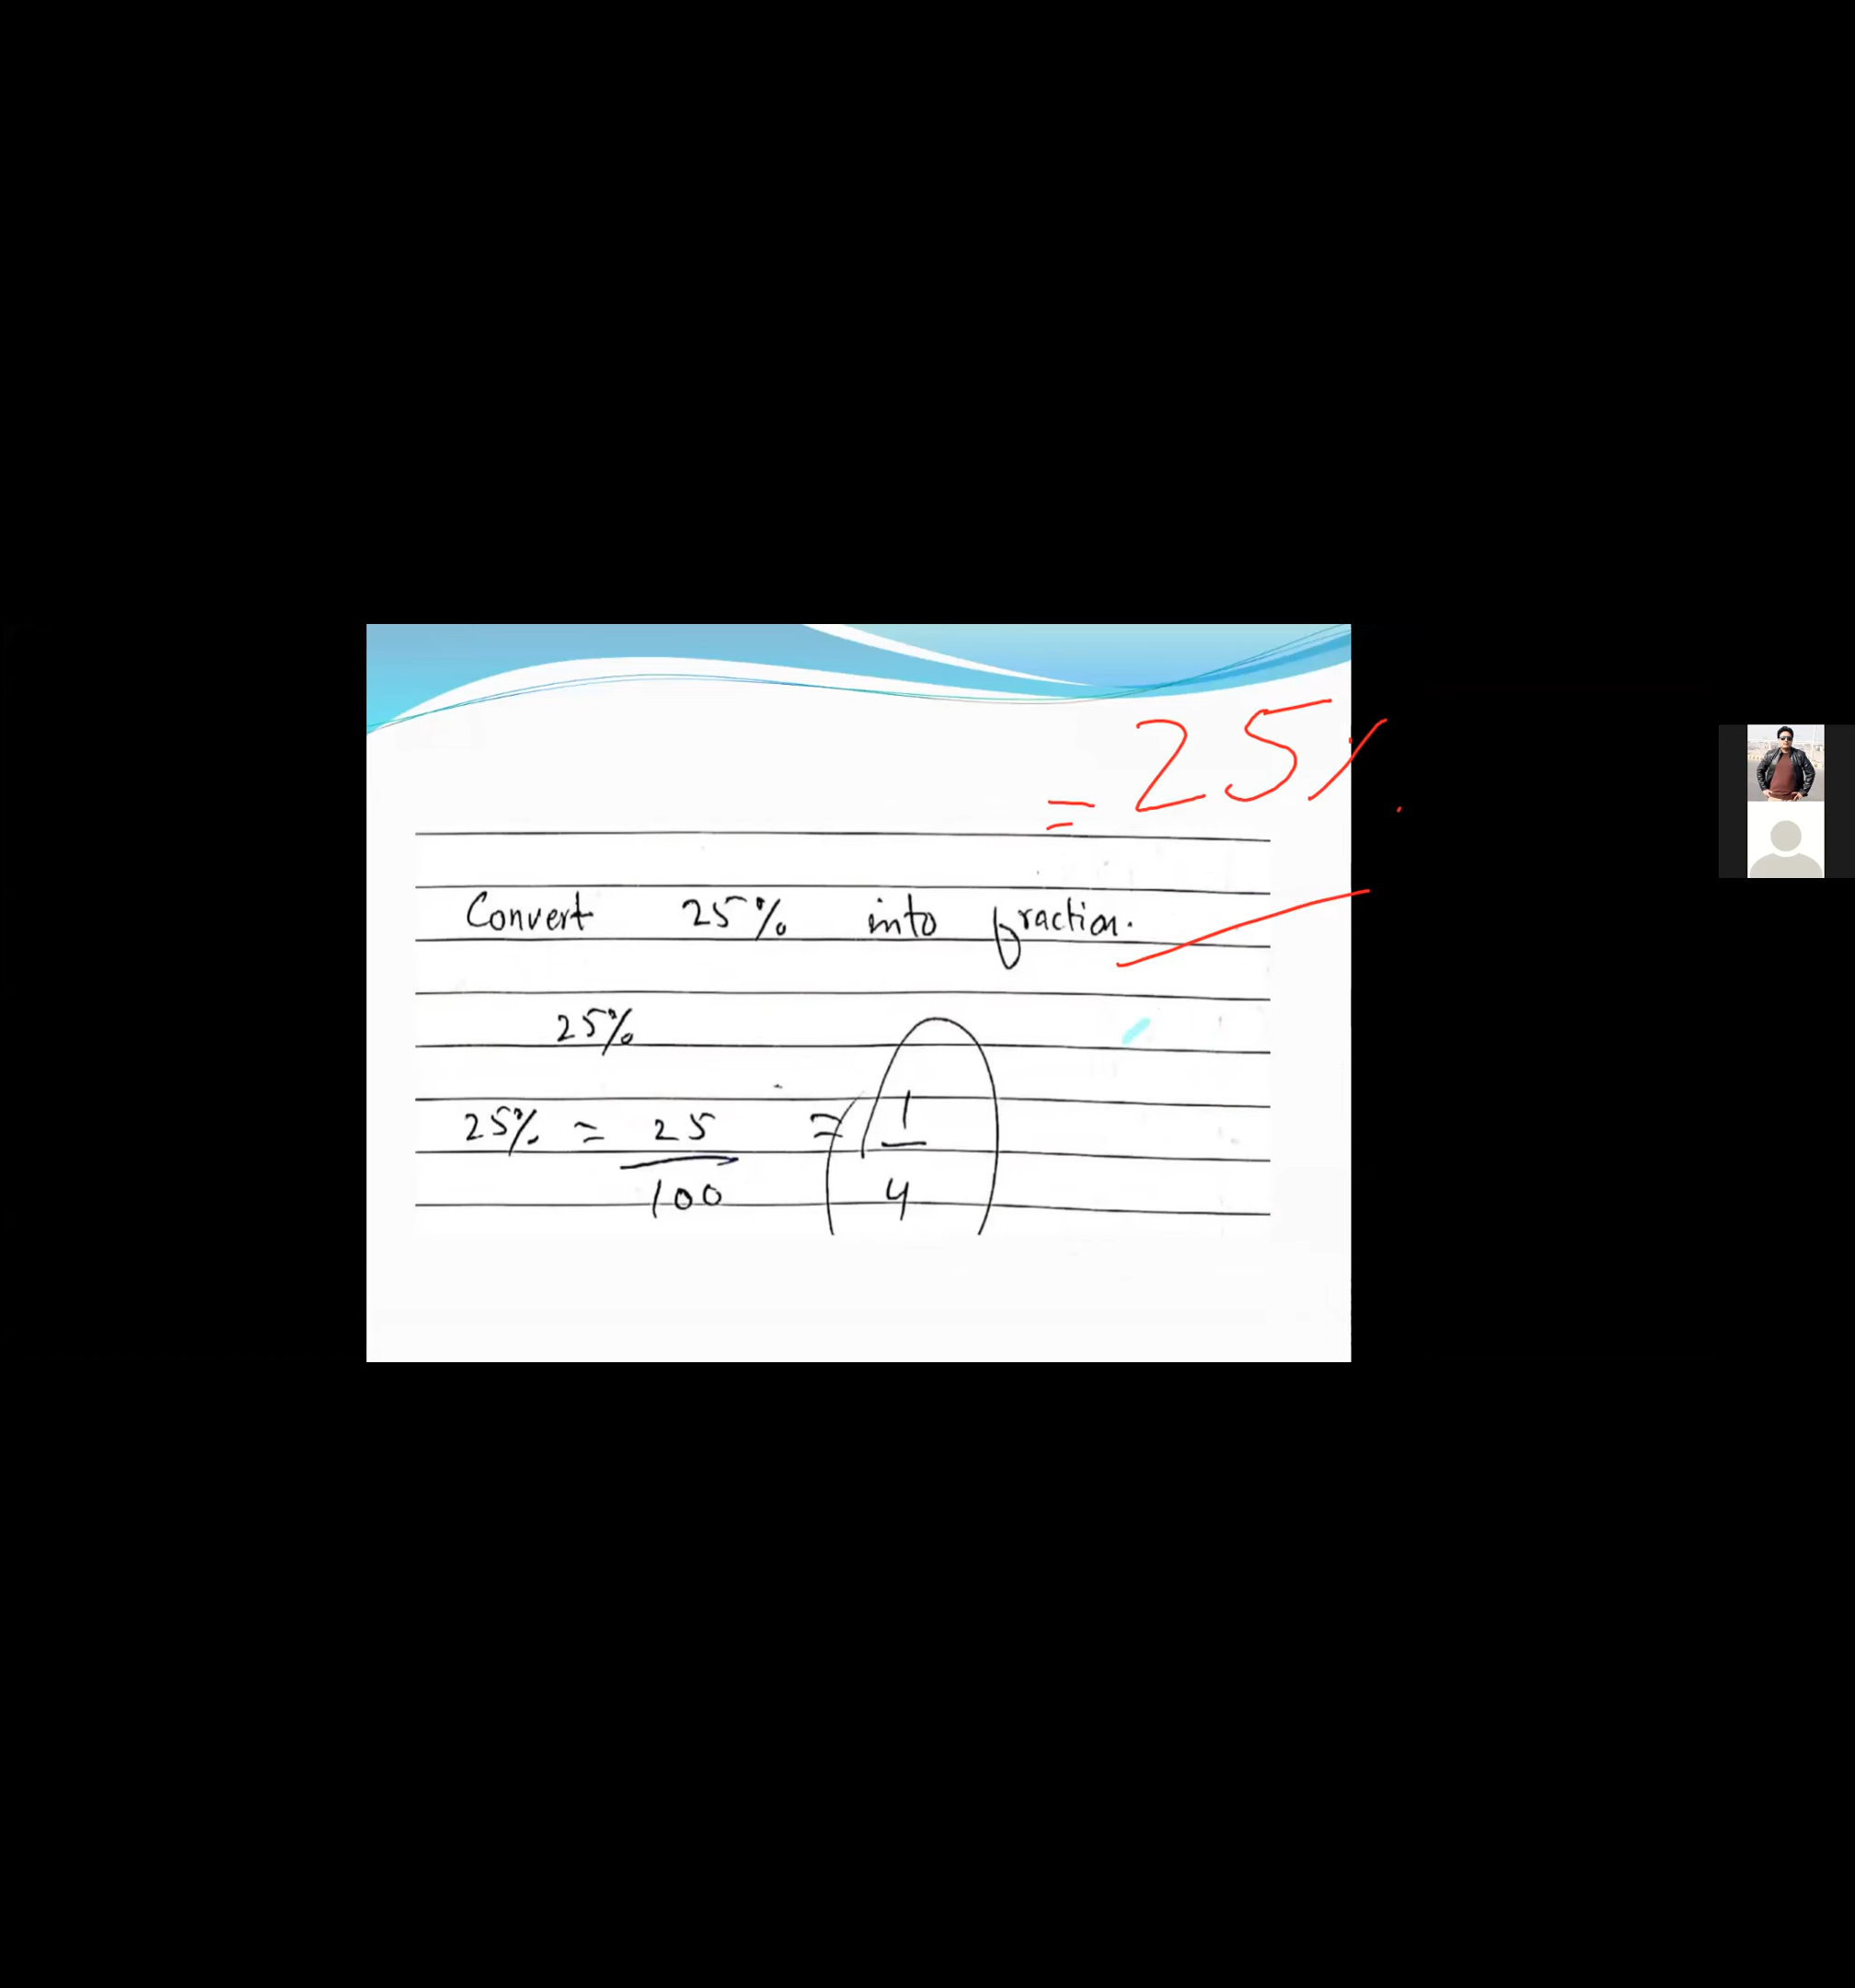 = 25%
Convert 25% into fraction.
25%
25% = 25/100 = 1/4